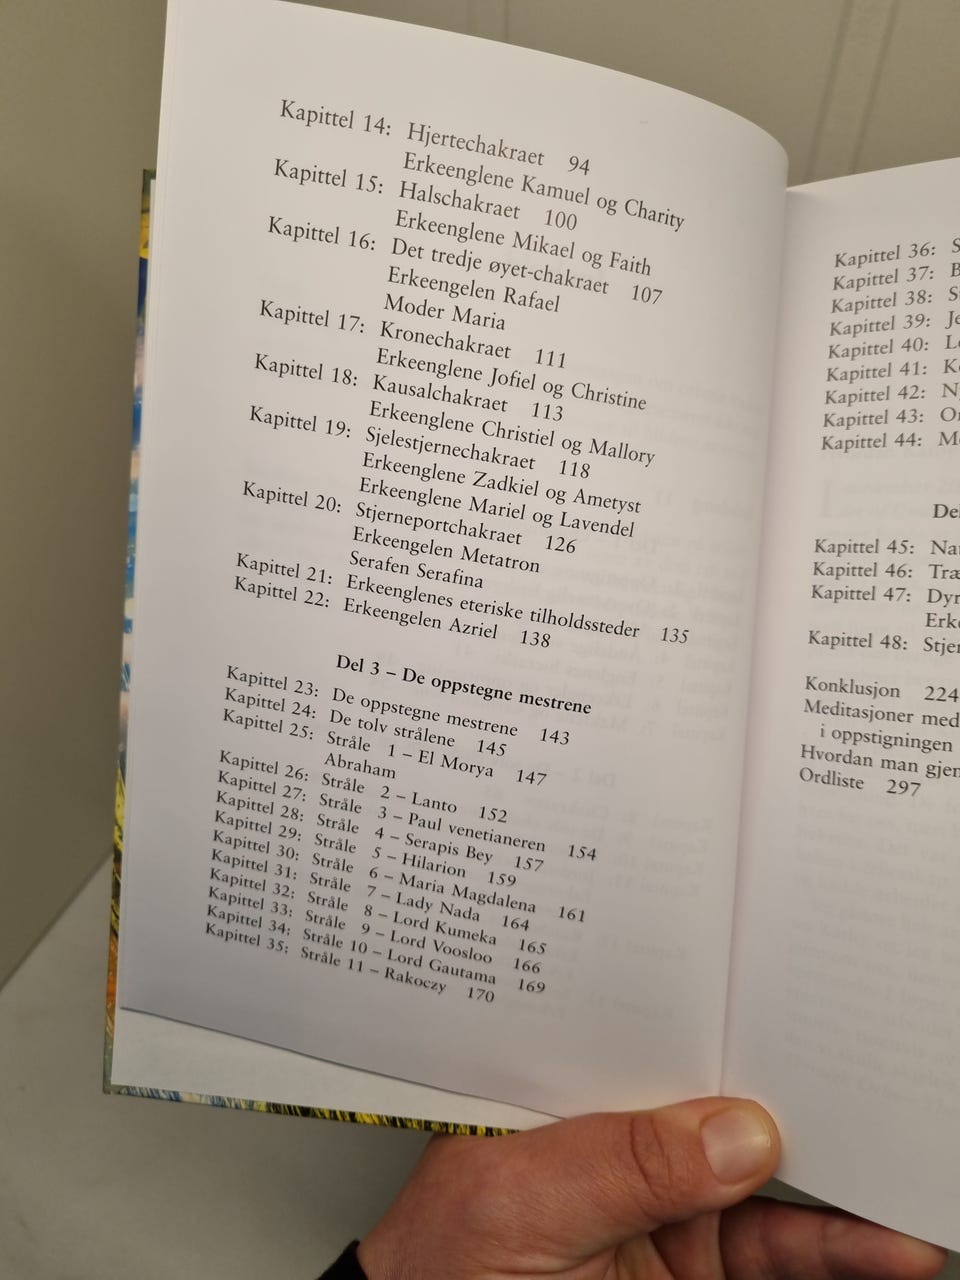 Kapittel 14: Hjertechakraet 94
Erkeenglene Kamuel og Charity
Kapittel 15: Halschakraet 100
Erkeenglene Mikael og Faith
Kapittel 16: Det tredje øyet-chakraet 107
Erkeengelen Rafael
Moder Maria
Kapittel 17: Kronechakraet 111
Erkeenglene Jofiel og Christine
Kapittel 18: Kausalchakraet 113
Erkeenglene Christiel og Mallory
Kapittel 19: Sjelestjernechakraet 118
Erkeenglene Zadkiel og Ametyst
Erkeenglene Mariel og Lavendel
Kapittel 20: Stjerneportchakraet 126
Erkeengelen Metatron
Serafen Serafina
Kapittel 21: Erkeenglenes eteriske tilholdssteder 135
Kapittel 22: Erkeengelen Azriel 138
Del 3 – De oppstegne mestrene
Kapittel 23: De oppstegne mestrene 143
Kapittel 24: De tolv strålene 145
Kapittel 25: Stråle 1 – El Morya 147
Abraham
Kapittel 26: Stråle 2 – Lanto 152
Kapittel 27: Stråle 3 – Paul venetianeren 154
Kapittel 28: Stråle 4 – Serapis Bey 157
Kapittel 29: Stråle 5 – Hilarion 159
Kapittel 30: Stråle 6 – Maria Magdalena 161
Kapittel 31: Stråle 7 – Lady Nada 164
Kapittel 32: Stråle 8 – Lord Kumeka 165
Kapittel 33: Stråle 9 – Lord Voosloo 166
Kapittel 34: Stråle 10 – Lord Gautama 169
Kapittel 35: Stråle 11 – Rakoczy 170
Kapittel 36:
Kapittel 37:
Kapittel 38:
Kapittel 39:
Kapittel 40:
Kapittel 41:
Kapittel 42:
Kapittel 43:
Kapittel 44:
Kapittel 45:
Kapittel 46:
Kapittel 47:
Kapittel 48:
Konklusjon 224
Meditasjoner med
i oppstigningen
Hvordan man
Ordliste 297